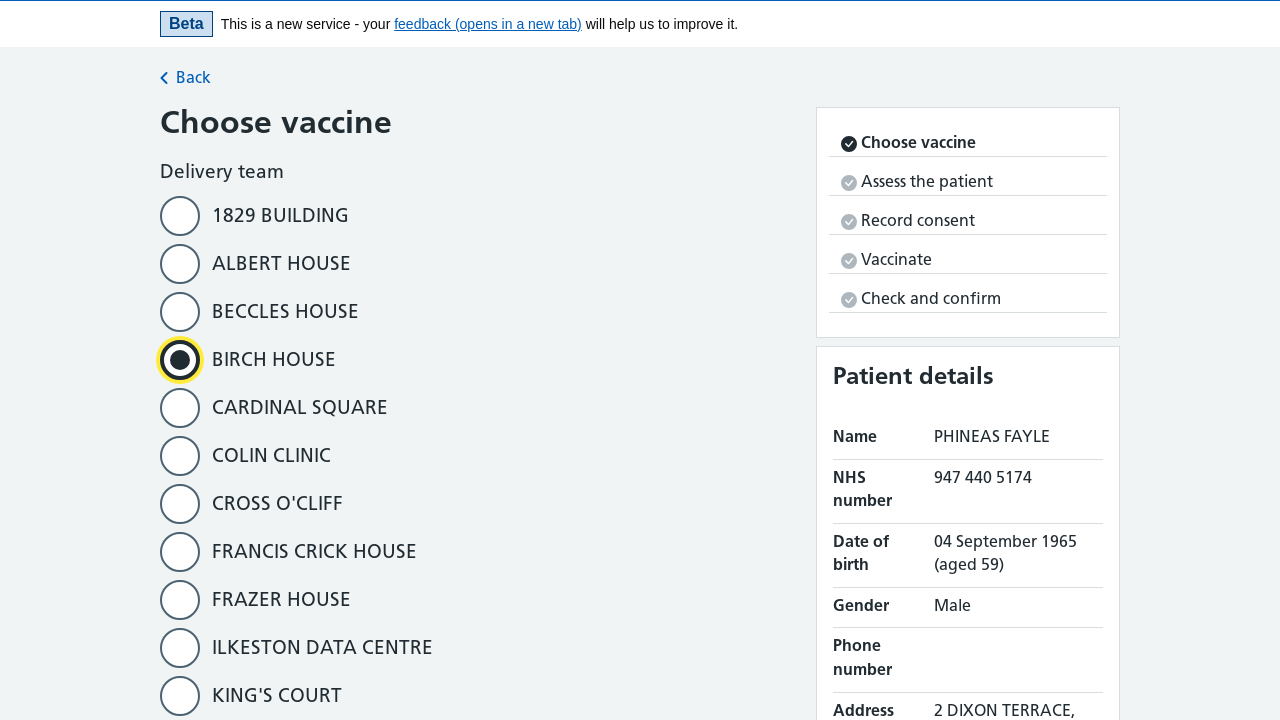 Beta This is a new service - your feedback (opens in a new tab) will help us to improve it.
Back
Choose vaccine
Delivery team
1829 BUILDING
ALBERT HOUSE
BECCLES HOUSE
BIRCH HOUSE
CARDINAL SQUARE
COLIN CLINIC
CROSS O'CLIFF
FRANCIS CRICK HOUSE
FRAZER HOUSE
ILKESTON DATA CENTRE
KING'S COURT
Choose vaccine
Assess the patient
Record consent
Vaccinate
Check and confirm
Patient details
Name PHINEAS FAYLE
NHS number 947 440 5174
Date of birth 04 September 1965 (aged 59)
Gender Male
Phone number
Address 2 DIXON TERRACE,